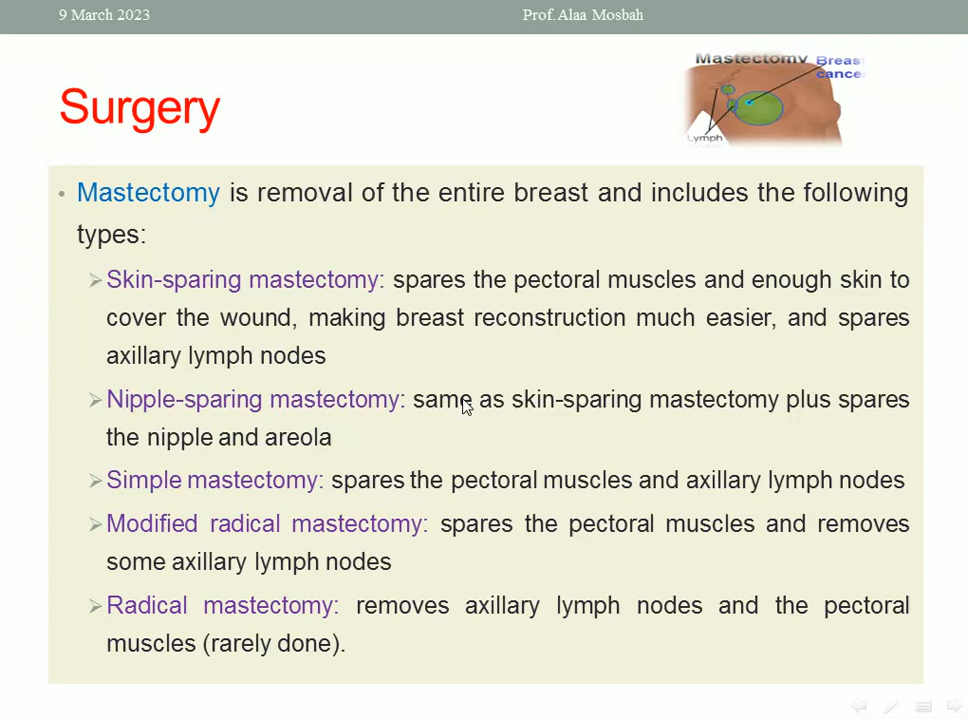 9 March 2023
Prof. Alaa Mosbah
Mastectomy
Breast
cance
Lymph
Surgery
• Mastectomy is removal of the entire breast and includes the following
types:
➢Skin-sparing mastectomy: spares the pectoral muscles and enough skin to
cover the wound, making breast reconstruction much easier, and spares
axillary lymph nodes
➢Nipple-sparing mastectomy: same as skin-sparing mastectomy plus spares
the nipple and areola
➢Simple mastectomy: spares the pectoral muscles and axillary lymph nodes
➢Modified radical mastectomy: spares the pectoral muscles and removes
some axillary lymph nodes
➢Radical mastectomy: removes axillary lymph nodes and the pectoral
muscles (rarely done).